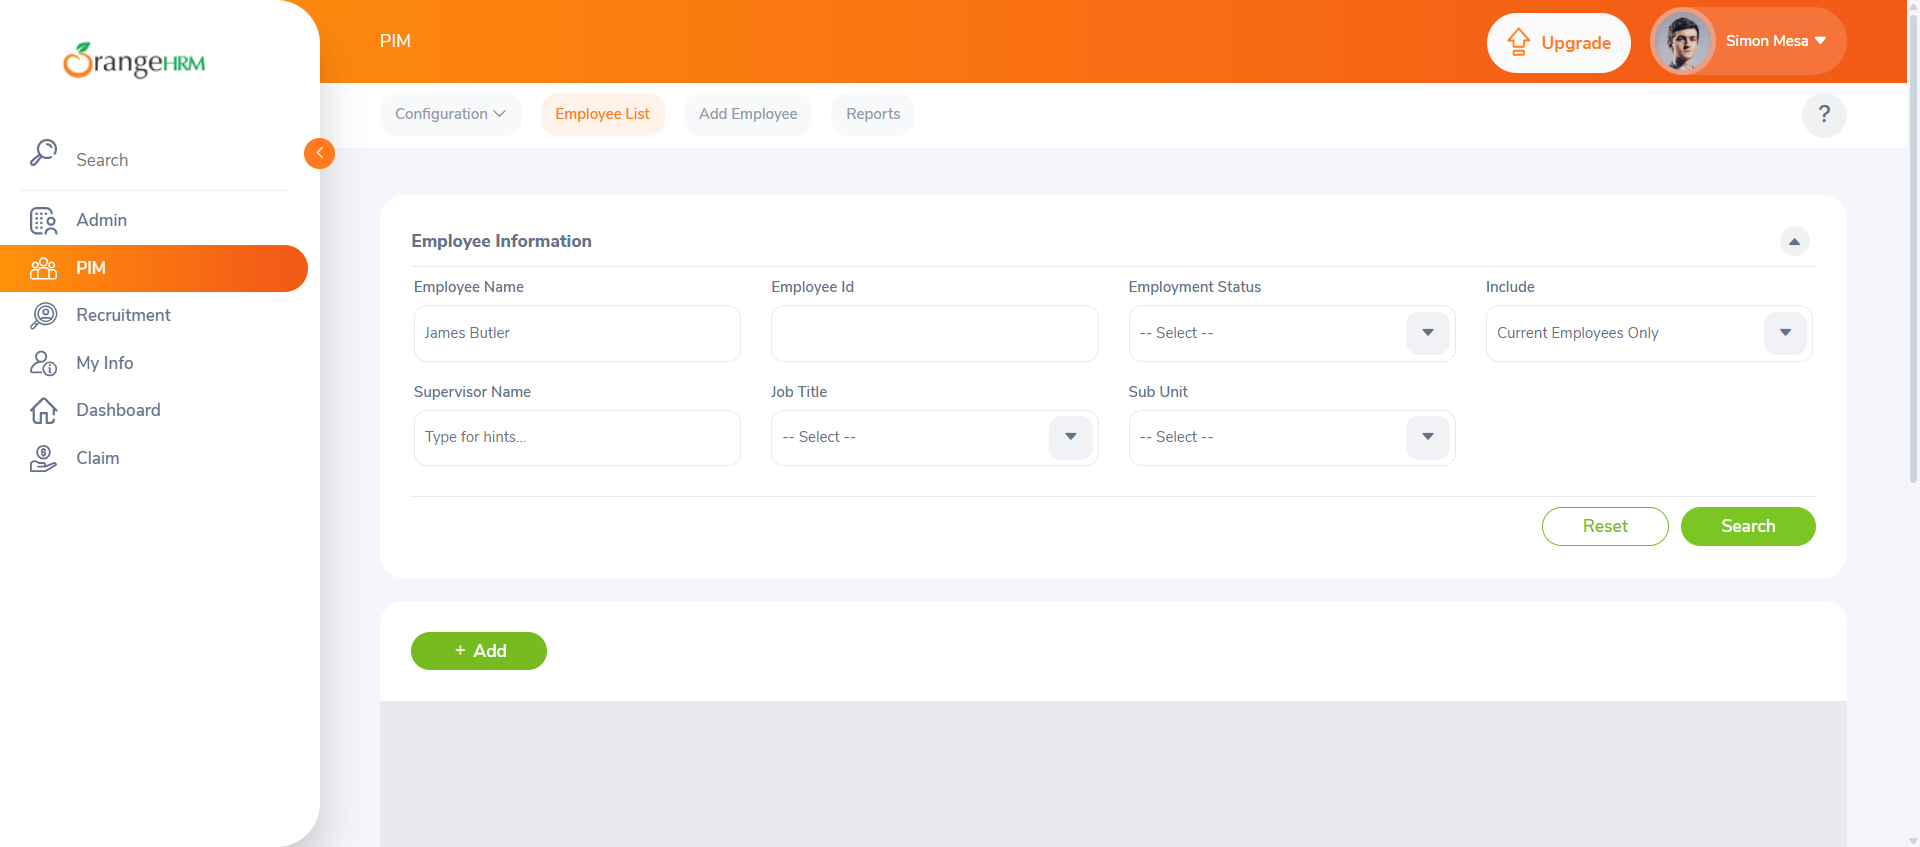 OrangeHRM
PIM
Upgrade
Simon Mesa
Configuration
Employee List
Add Employee
Reports
?
Search
Admin
PIM
Recruitment
My Info
Dashboard
Claim
Employee Information
Employee Name
Employee Id
Employment Status
Include
James Butler
-- Select --
Current Employees Only
Supervisor Name
Job Title
Sub Unit
Type for hints...
-- Select --
-- Select --
Reset
Search
+ Add